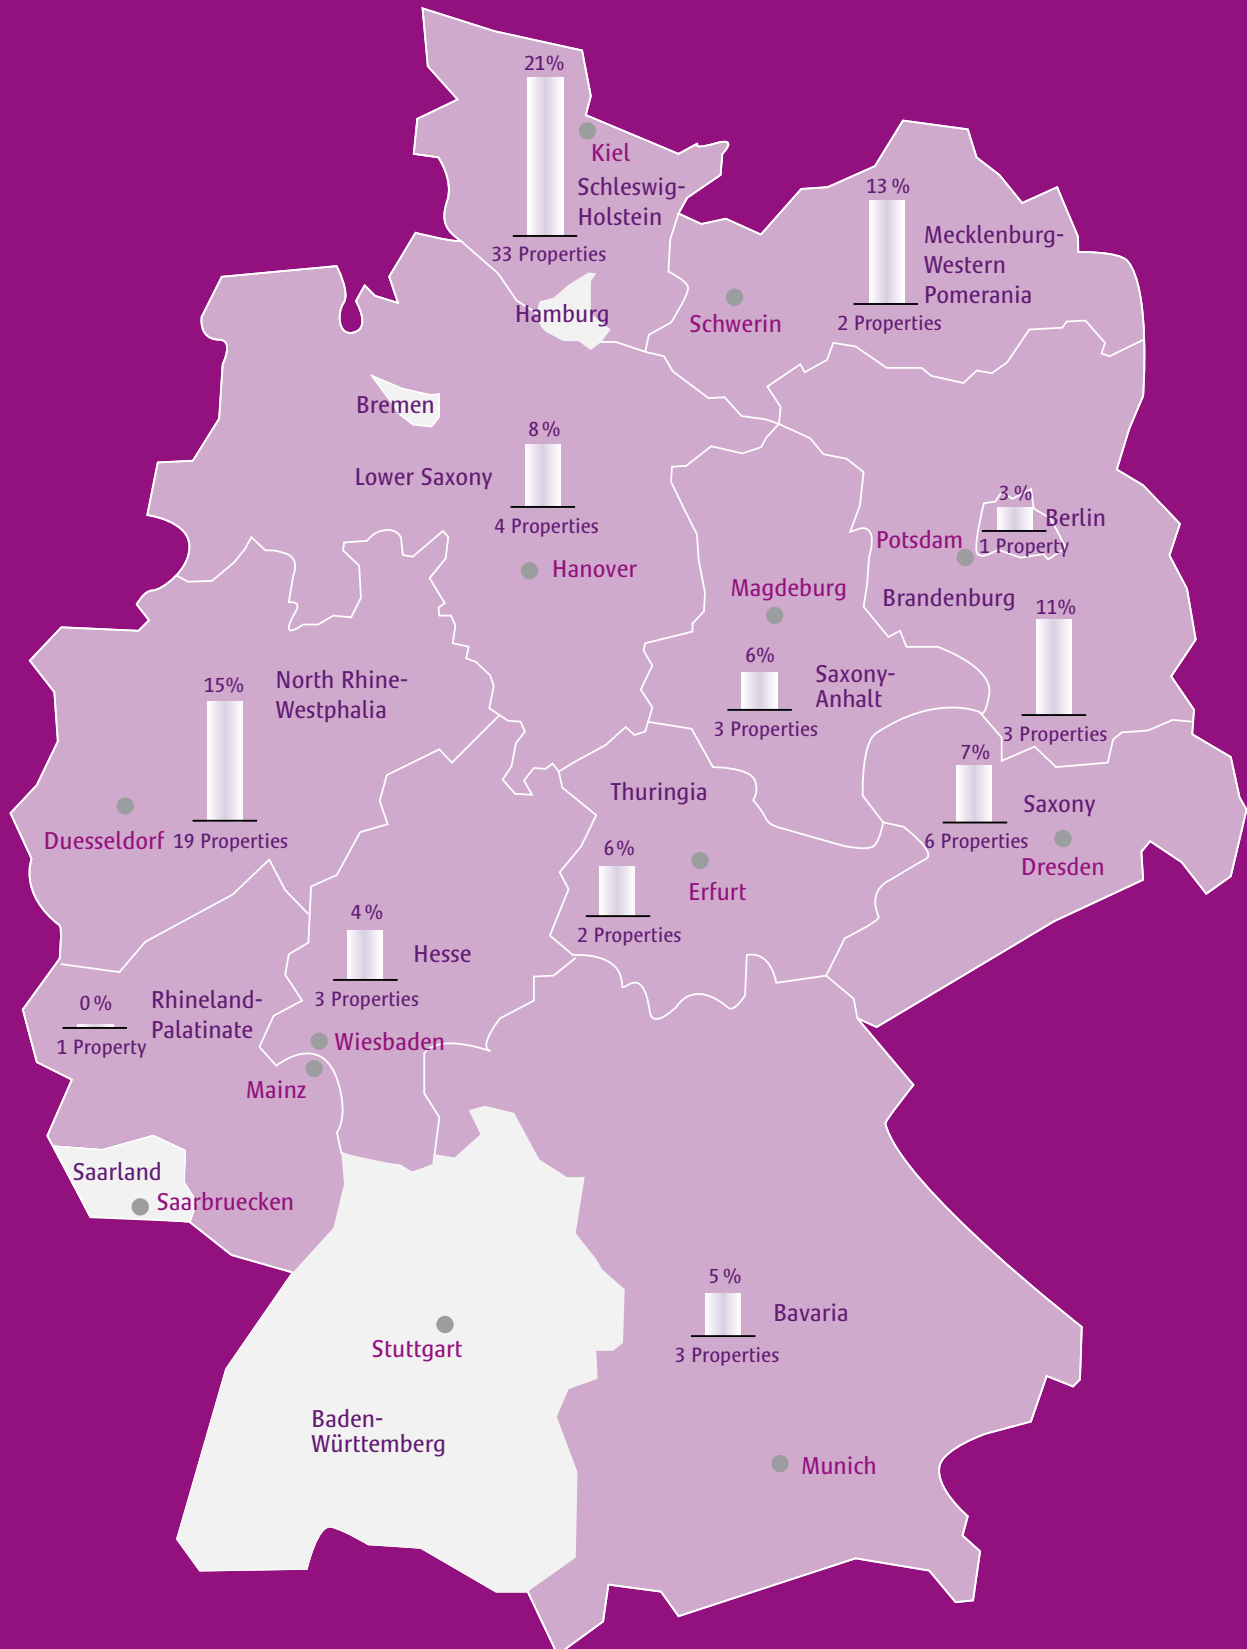 21%
Kiel
Schleswig-
Holstein
33 Properties
13 %
Mecklenburg-
Western
Pomerania
2 Properties
Hamburg
Schwerin
Bremen
8 %
Lower Saxony
4 Properties
Hanover
3 %
Berlin
1 Property
Potsdam
Magdeburg
Brandenburg
11%
3 Properties
6%
Saxony-
Anhalt
3 Properties
15%
North Rhine-
Westphalia
Duesseldorf
19 Properties
7%
Saxony
6 Properties
Dresden
Thuringia
6 %
Erfurt
2 Properties
4 %
Hesse
3 Properties
0 %
Rhineland-
Palatinate
1 Property
Wiesbaden
Mainz
Saarland
Saarbruecken
5 %
Bavaria
3 Properties
Stuttgart
Baden-
Württemberg
Munich